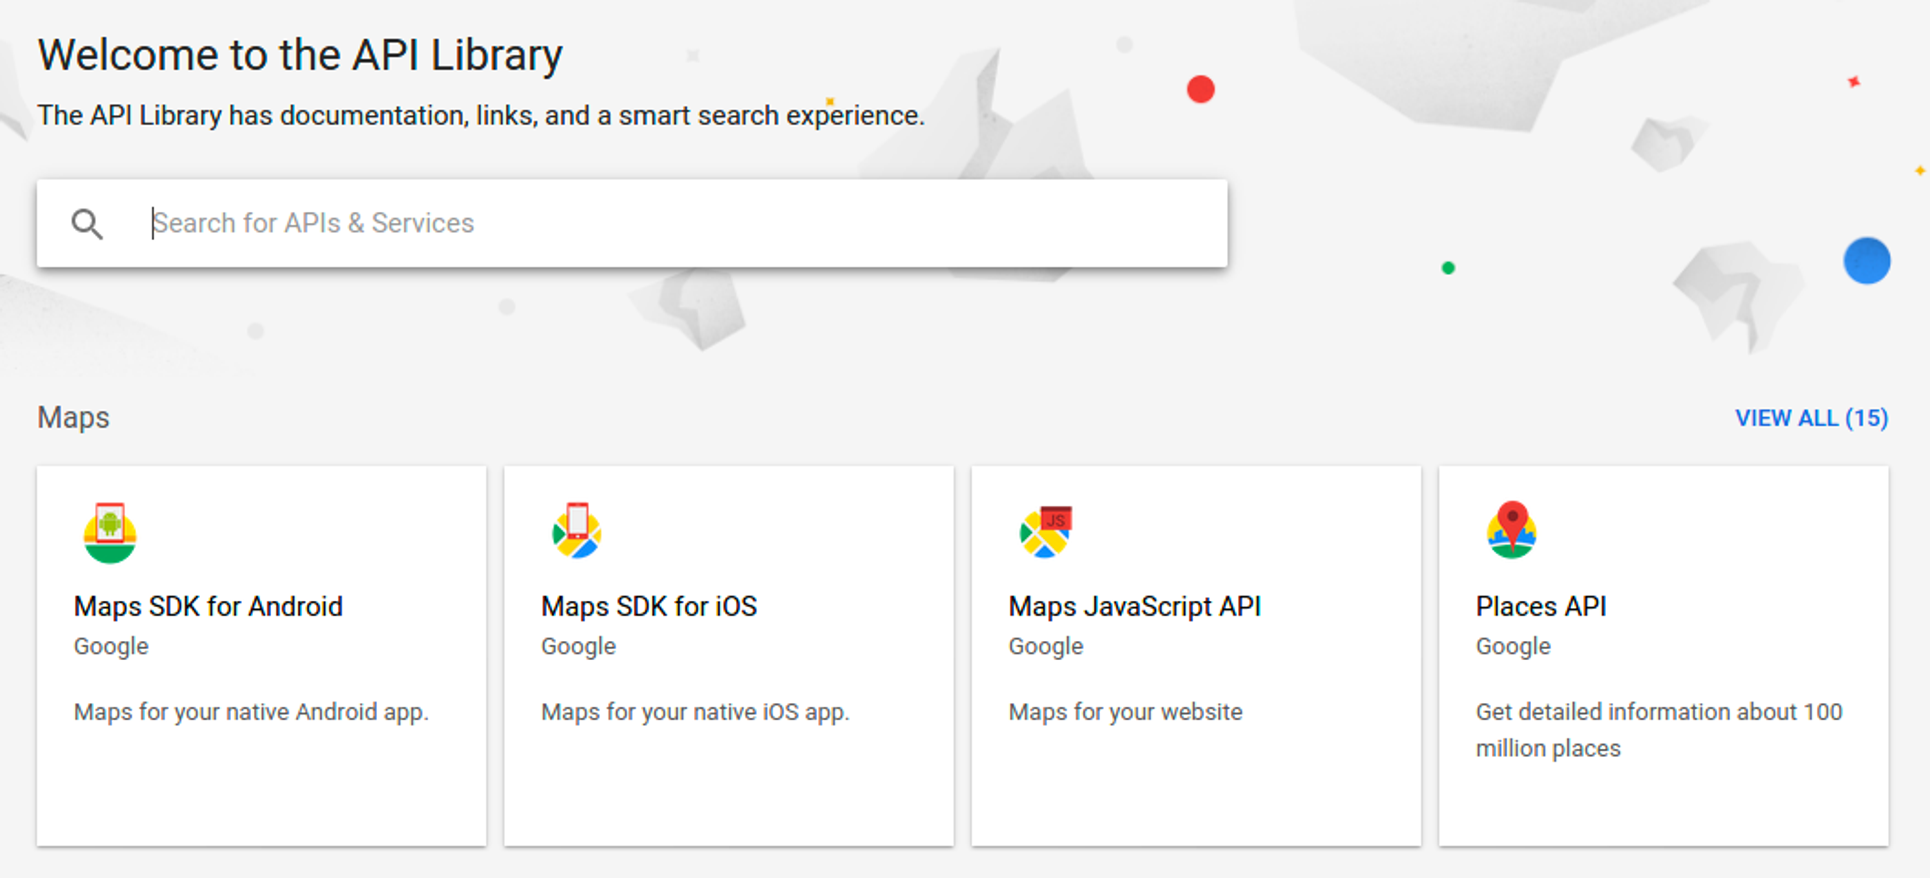 Welcome to the API Library
The API Library has documentation, links, and a smart search experience.
Search for APIs & Services
Maps
VIEW ALL (15)
JS
Maps SDK for Android
Google
Maps for your native Android app.
Maps SDK for iOS
Google
Maps for your native iOS app.
Maps JavaScript API
Google
Maps for your website
Places API
Google
Get detailed information about 100
million places